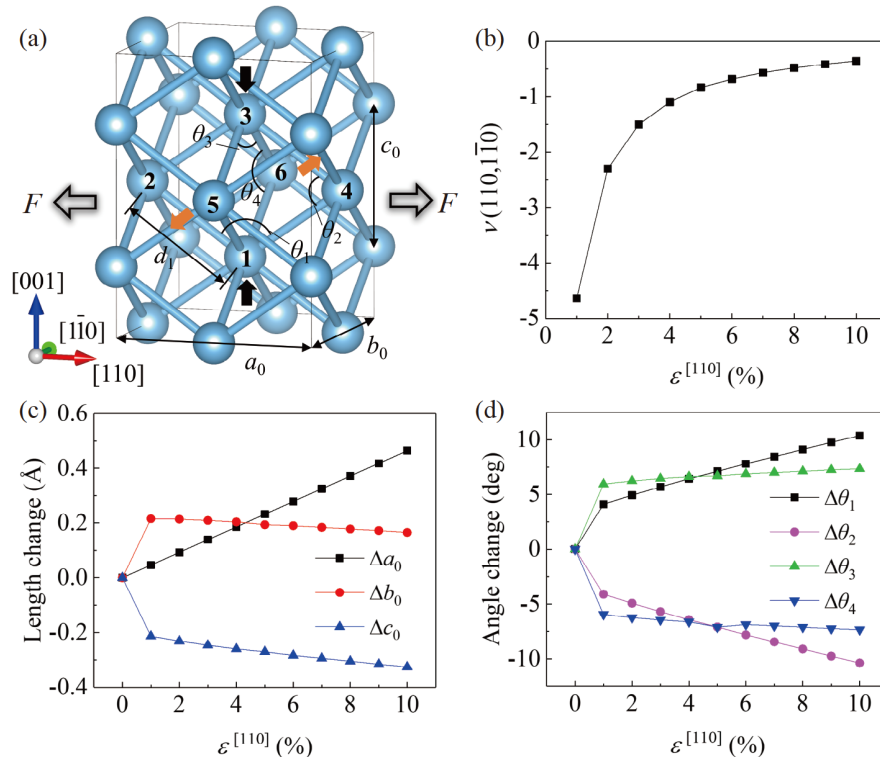 (a)
3
θ3
c0
6
2
4
F
F
5
θ4
θ2
d1
θ1
1
[001]
[11̅0]
[110]
a0
b0
(b)
0
-1
-2
-3
-4
-5
ν(110,11̅0)
0 2 4 6 8 10
ε[110] (%)
(c)
0.6
0.4
0.2
0.0
-0.2
-0.4
Length change (Å)
Δa0
Δb0
Δc0
0 2 4 6 8 10
ε[110] (%)
(d)
10
5
0
-5
-10
Angle change (deg)
Δθ1
Δθ2
Δθ3
Δθ4
0 2 4 6 8 10
ε[110] (%)